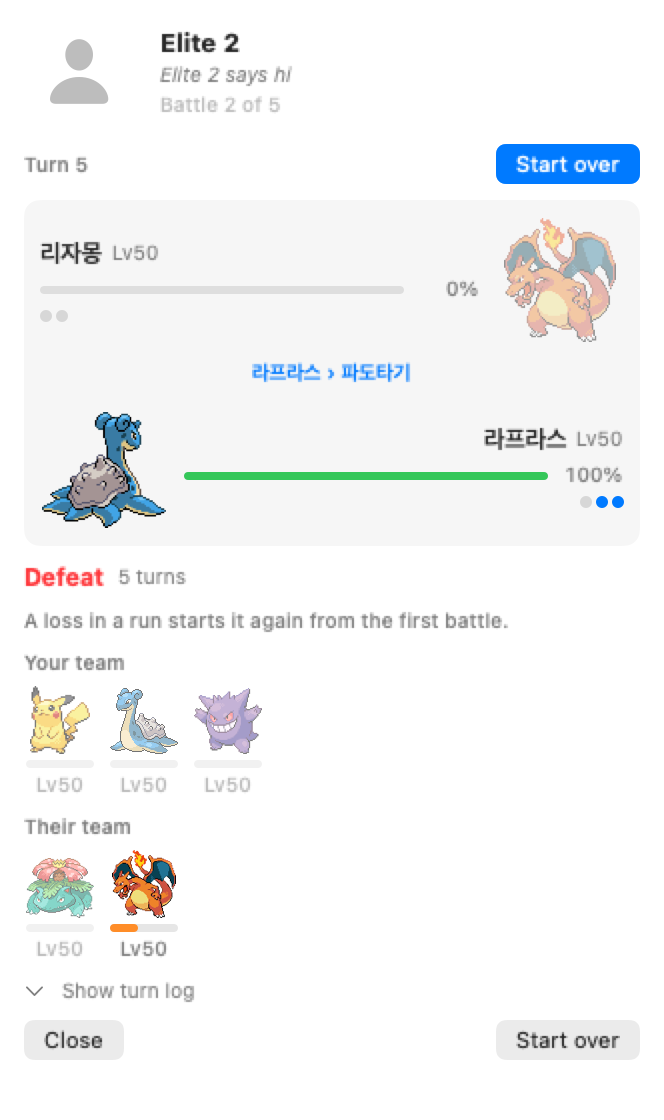 Elite 2
Elite 2 says hi
Battle 2 of 5
Turn 5
Start over
리자몽 Lv50
0%
라프라스 › 파도타기
라프라스 Lv50
100%
Defeat 5 turns
A loss in a run starts it again from the first battle.
Your team
Lv50 Lv50 Lv50
Their team
Lv50 Lv50
Show turn log
Close Start over